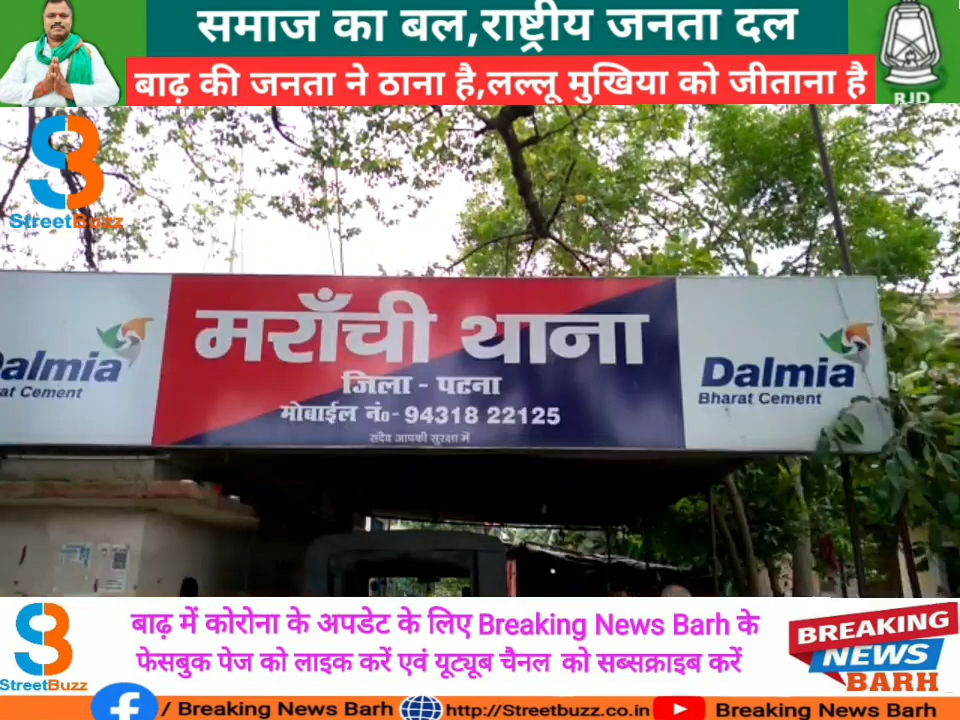 समाज का बल,राष्ट्रीय जनता दल
बाढ़ की जनता ने ठाना है,लल्लू मुखिया को जीताना है
RJD
StreetBuzz
मराँची थाना
जिला - पटना
मोबाईल नं०- 94318 22125
सदैव आपकी सुरक्षा में
Dalmia
Bharat Cement
Dalmia
Bharat Cement
बाढ़ में कोरोना के अपडेट के लिए Breaking News Barh के
फेसबुक पेज को लाइक करें एवं यूट्यूब चैनल को सब्सक्राइब करें
StreetBuzz
BREAKING
NEWS
BARH
/ Breaking News Barh
http://Streetbuzz.co.in
Breaking News Barh